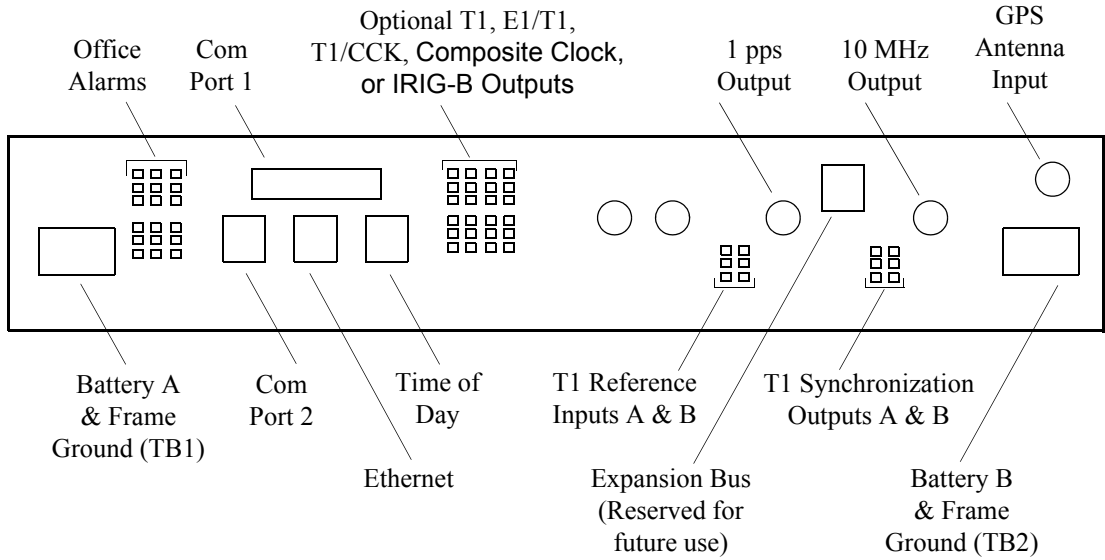 Office
Alarms
Com
Port 1
Optional T1, E1/T1,
T1/CCK, Composite Clock,
or IRIG-B Outputs
1 pps
Output
10 MHz
Output
GPS
Antenna
Input
Battery A
& Frame
Ground (TB1)
Com
Port 2
Ethernet
Time of
Day
T1 Reference
Inputs A & B
Expansion Bus
(Reserved for
future use)
T1 Synchronization
Outputs A & B
Battery B
& Frame
Ground (TB2)